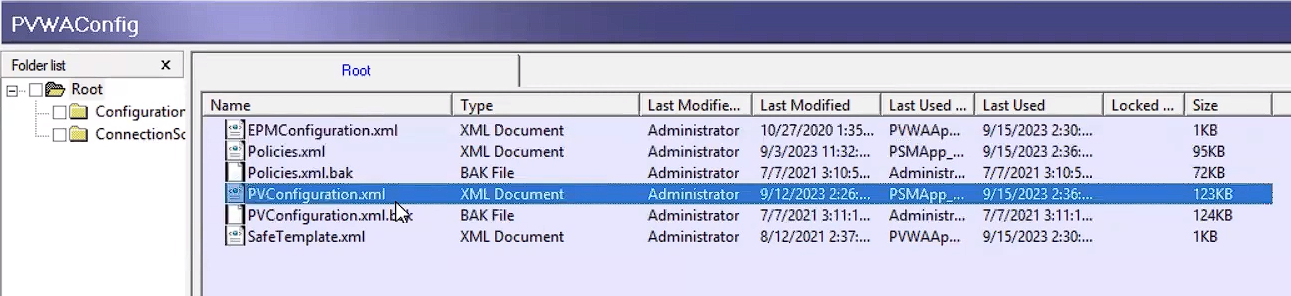 PVWAConfig
Folder list x
Root
Configuration
ConnectionSc
Root
Name Type Last Modifie... Last Modified Last Used ... Last Used Locked ... Size
EPMConfiguration.xml XML Document Administrator 10/27/2020 1:35... PVWAAp... 9/15/2023 2:30:... 1KB
Policies.xml XML Document Administrator 9/3/2023 11:32:... PSMApp_... 9/15/2023 2:36:... 95KB
Policies.xml.bak BAK File Administrator 7/7/2021 3:10:5... Administr... 7/7/2021 3:10:5... 72KB
PVConfiguration.xml XML Document Administrator 9/12/2023 2:26:... PSMApp_... 9/15/2023 2:36:... 123KB
PVConfiguration.xml.bak BAK File Administrator 7/7/2021 3:11:1... Administr... 7/7/2021 3:11:1... 124KB
SafeTemplate.xml XML Document Administrator 8/12/2021 2:37:... PVWAAp... 9/15/2023 2:30:... 1KB